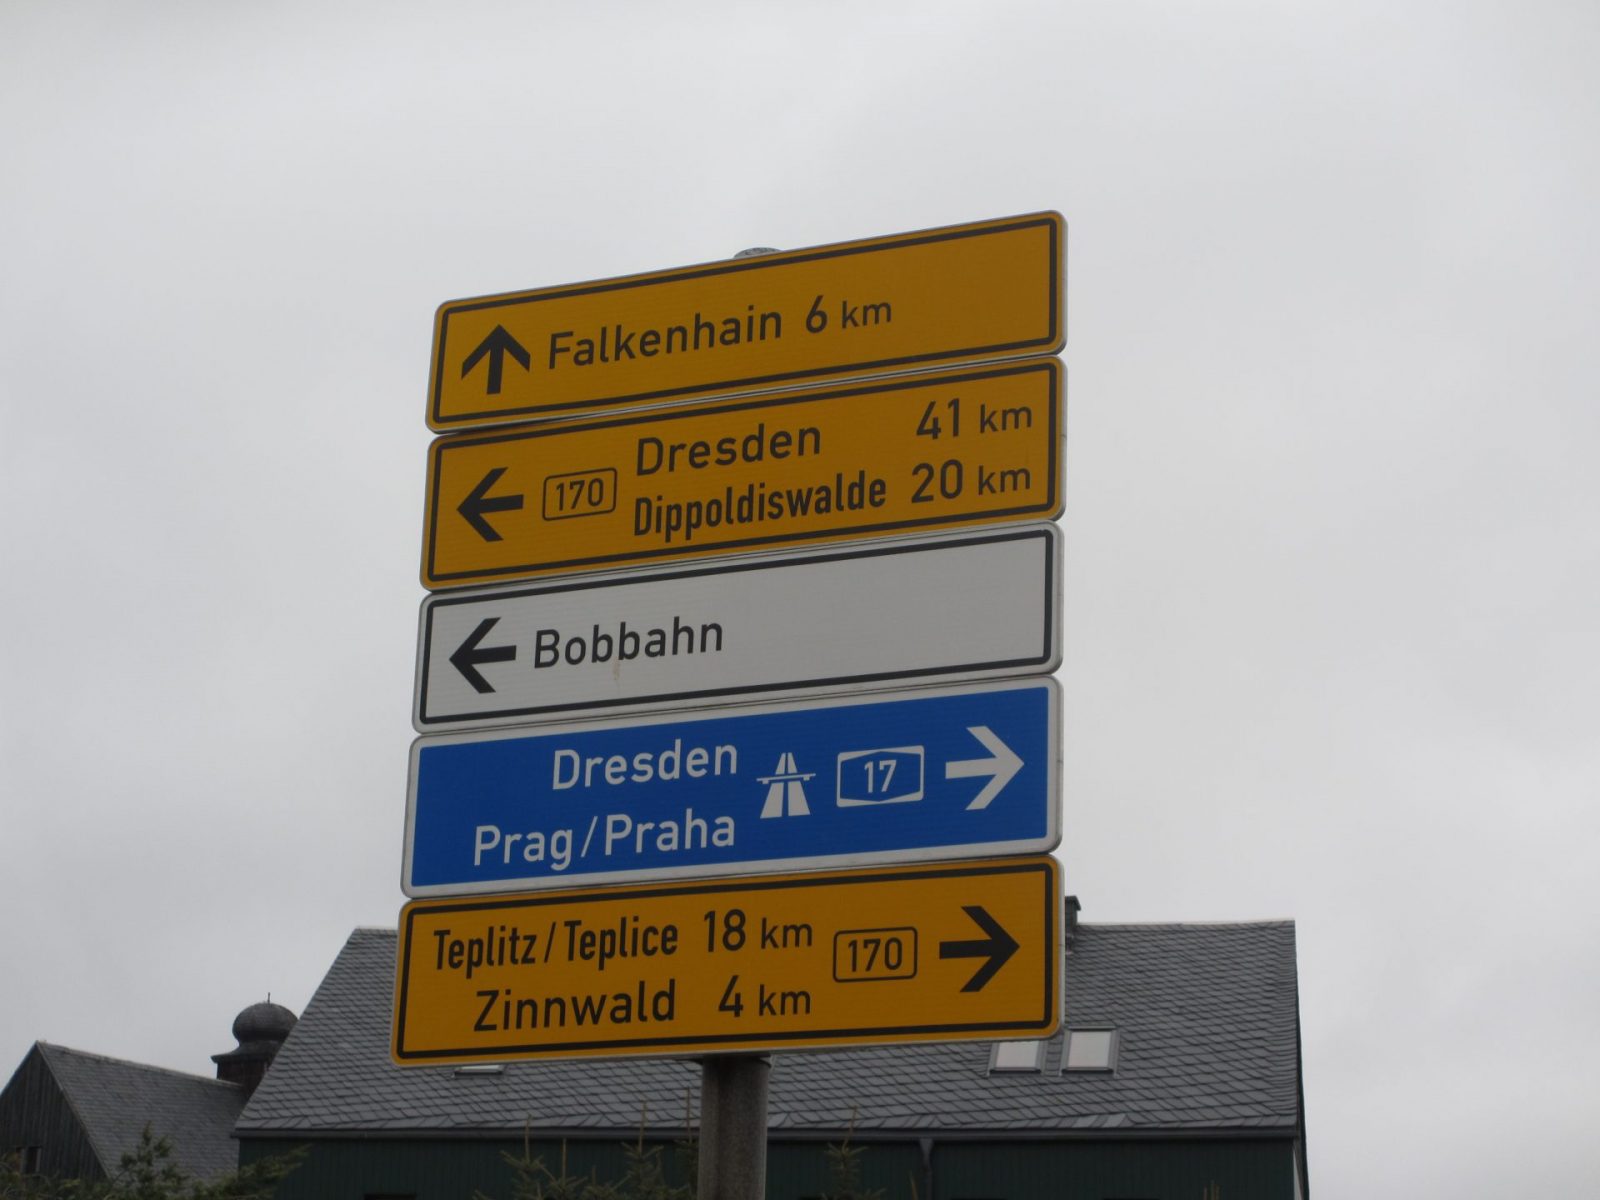 Falkenhain 6 km
170 Dresden 41 km
Dippoldiswalde 20 km
Bobbahn
Dresden 17
Prag/Praha
Teplitz/Teplice 18 km 170
Zinnwald 4 km